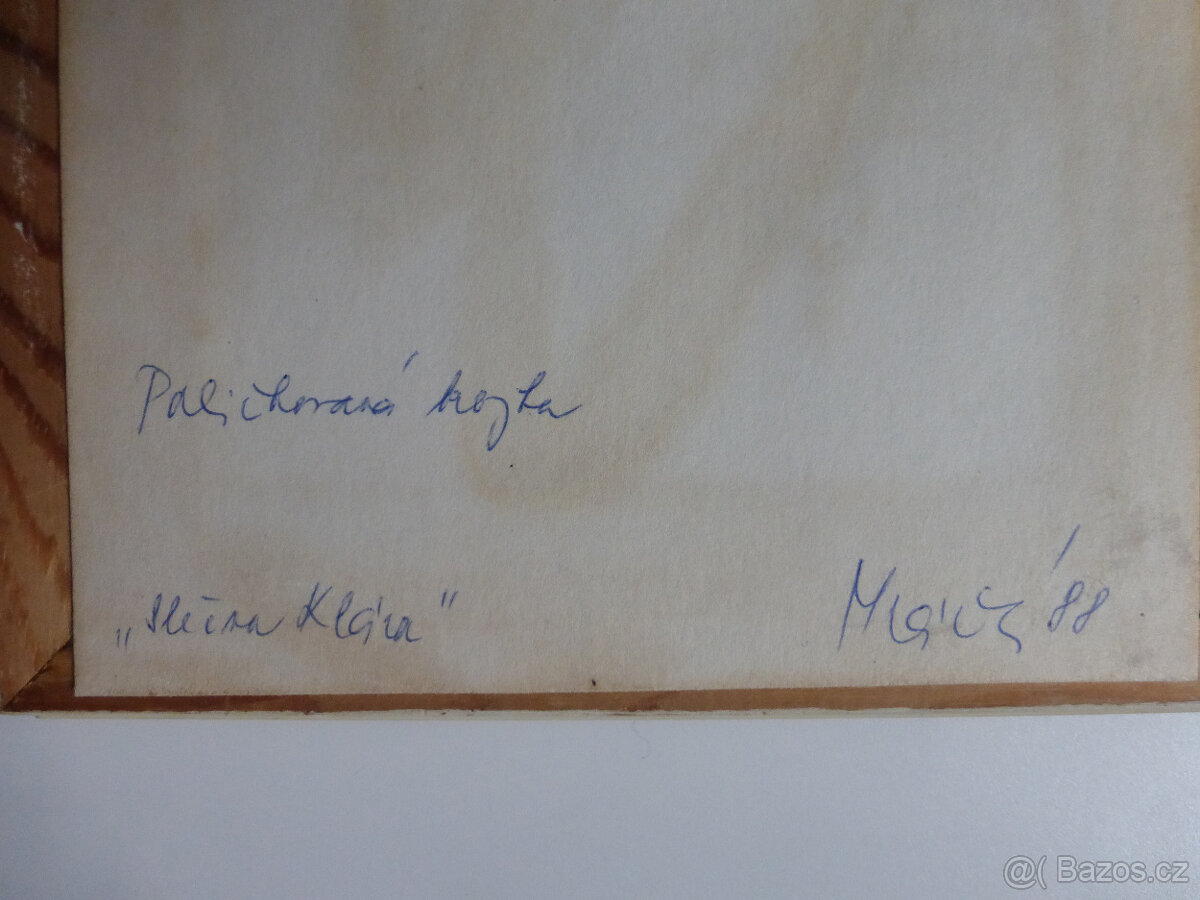 Paličkovaná krajka
„Slečna Klára"
'88
@( Bazos.cz